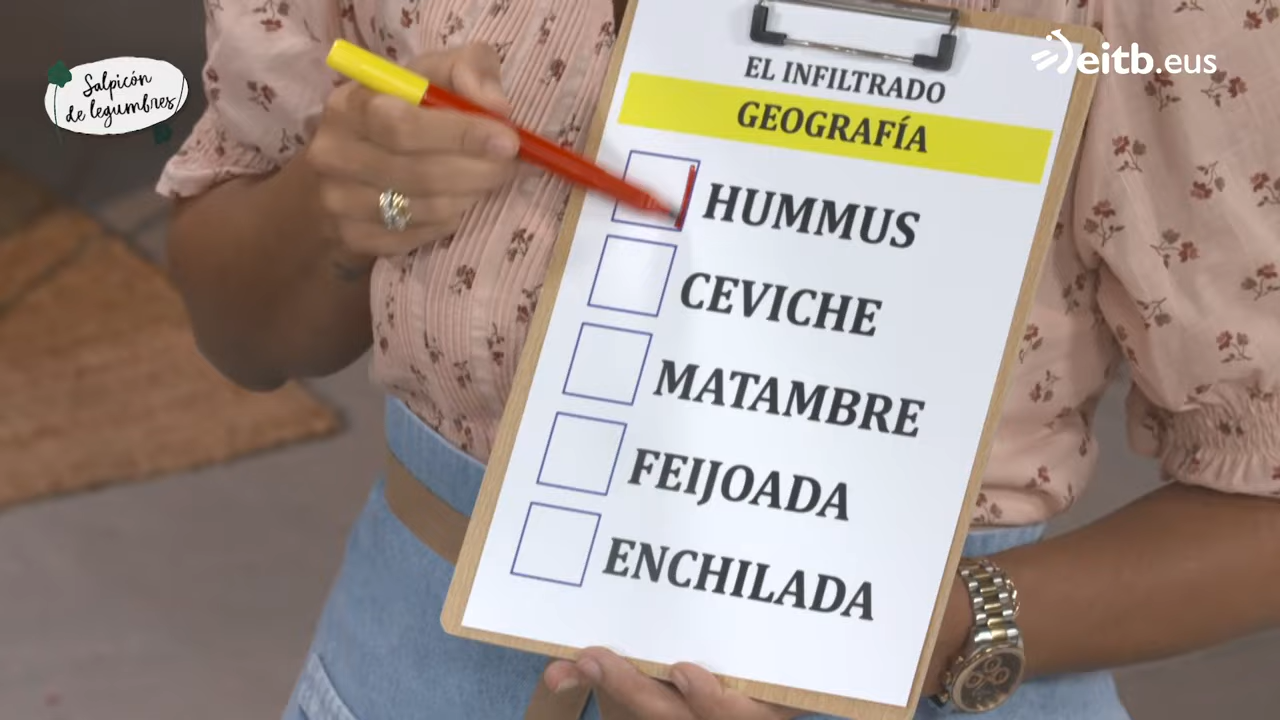 Salpicón
de legumbres
eitb.eus
EL INFILTRADO
GEOGRAFÍA
HUMMUS
CEVICHE
MATAMBRE
FEIJOADA
ENCHILADA